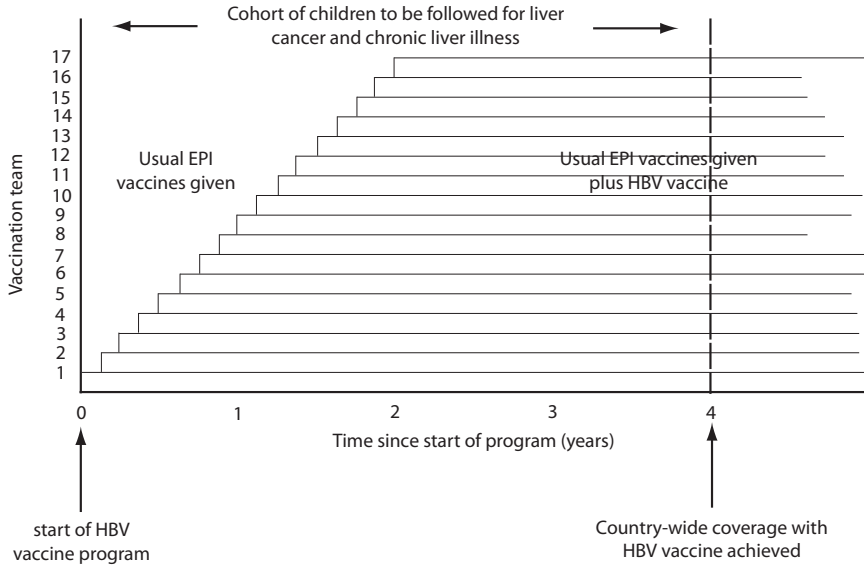 Cohort of children to be followed for liver
cancer and chronic liver illness
17
16
15
14
13
12
11
10
9
8
7
6
5
4
3
2
1
Vaccination team
Usual EPI
vaccines given
Usual EPI vaccines given
plus HBV vaccine
0
1
2
3
4
Time since start of program (years)
start of HBV
vaccine program
Country-wide coverage with
HBV vaccine achieved